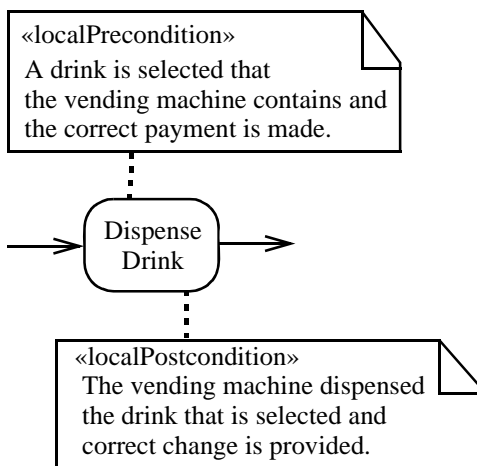 «localPrecondition»
A drink is selected that
the vending machine contains and
the correct payment is made.
Dispense
Drink
«localPostcondition»
The vending machine dispensed
the drink that is selected and
correct change is provided.